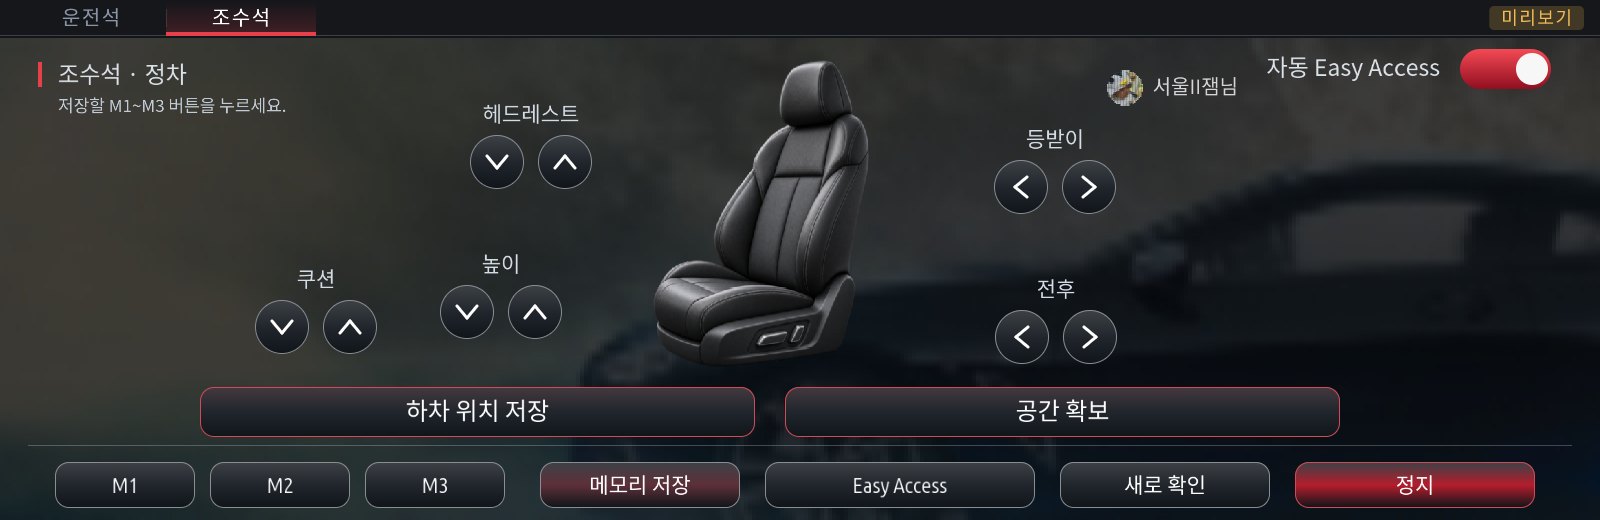 운전석
조수석
미리보기
조수석 · 정차
저장할 M1~M3 버튼을 누르세요.
서울II잼님
자동 Easy Access
헤드레스트
등받이
쿠션
높이
전후
하차 위치 저장
공간 확보
M1
M2
M3
메모리 저장
Easy Access
새로 확인
정지